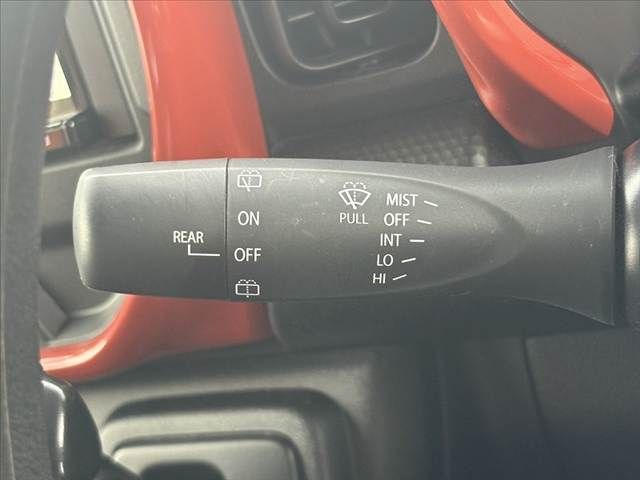 REAR
ON
OFF
PULL
MIST
OFF
INT
LO
HI